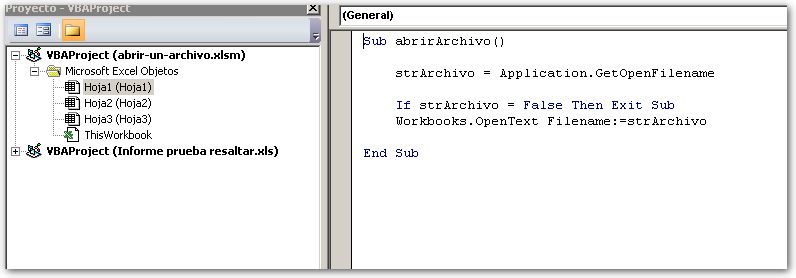 Proyecto - VBAProject
VBAProject (abrir-un-archivo.xlsm)
Microsoft Excel Objetos
Hoja1 (Hoja1)
Hoja2 (Hoja2)
Hoja3 (Hoja3)
ThisWorkbook
VBAProject (Informe prueba resaltar.xls)
(General)
Sub abrirArchivo()
strArchivo = Application.GetOpenFilename
If strArchivo = False Then Exit Sub
Workbooks.OpenText Filename:=strArchivo
End Sub